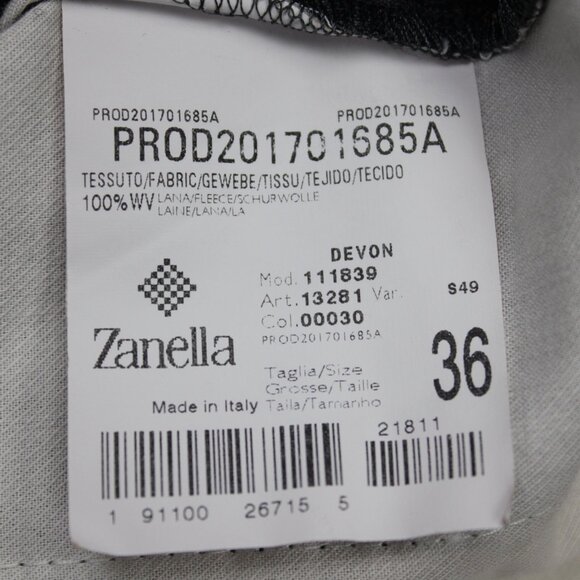 PROD201701685A PROD201701685A
PROD201701685A
TESSUTO/FABRIC/GEWEBE/TISSU/TEJIDO/TECIDO
100%WV LANA/FLEECE/SCHURWOLLE
LAINE/LANA/LA
DEVON
Mod. 111839
Art. 13281 Var. S49
Col. 00030
PROD201701685A
Zanella
36
Taglia/Size
Grosse/Taille
Made in Italy Talla/Tamanho
21811
1 91100 26715 5